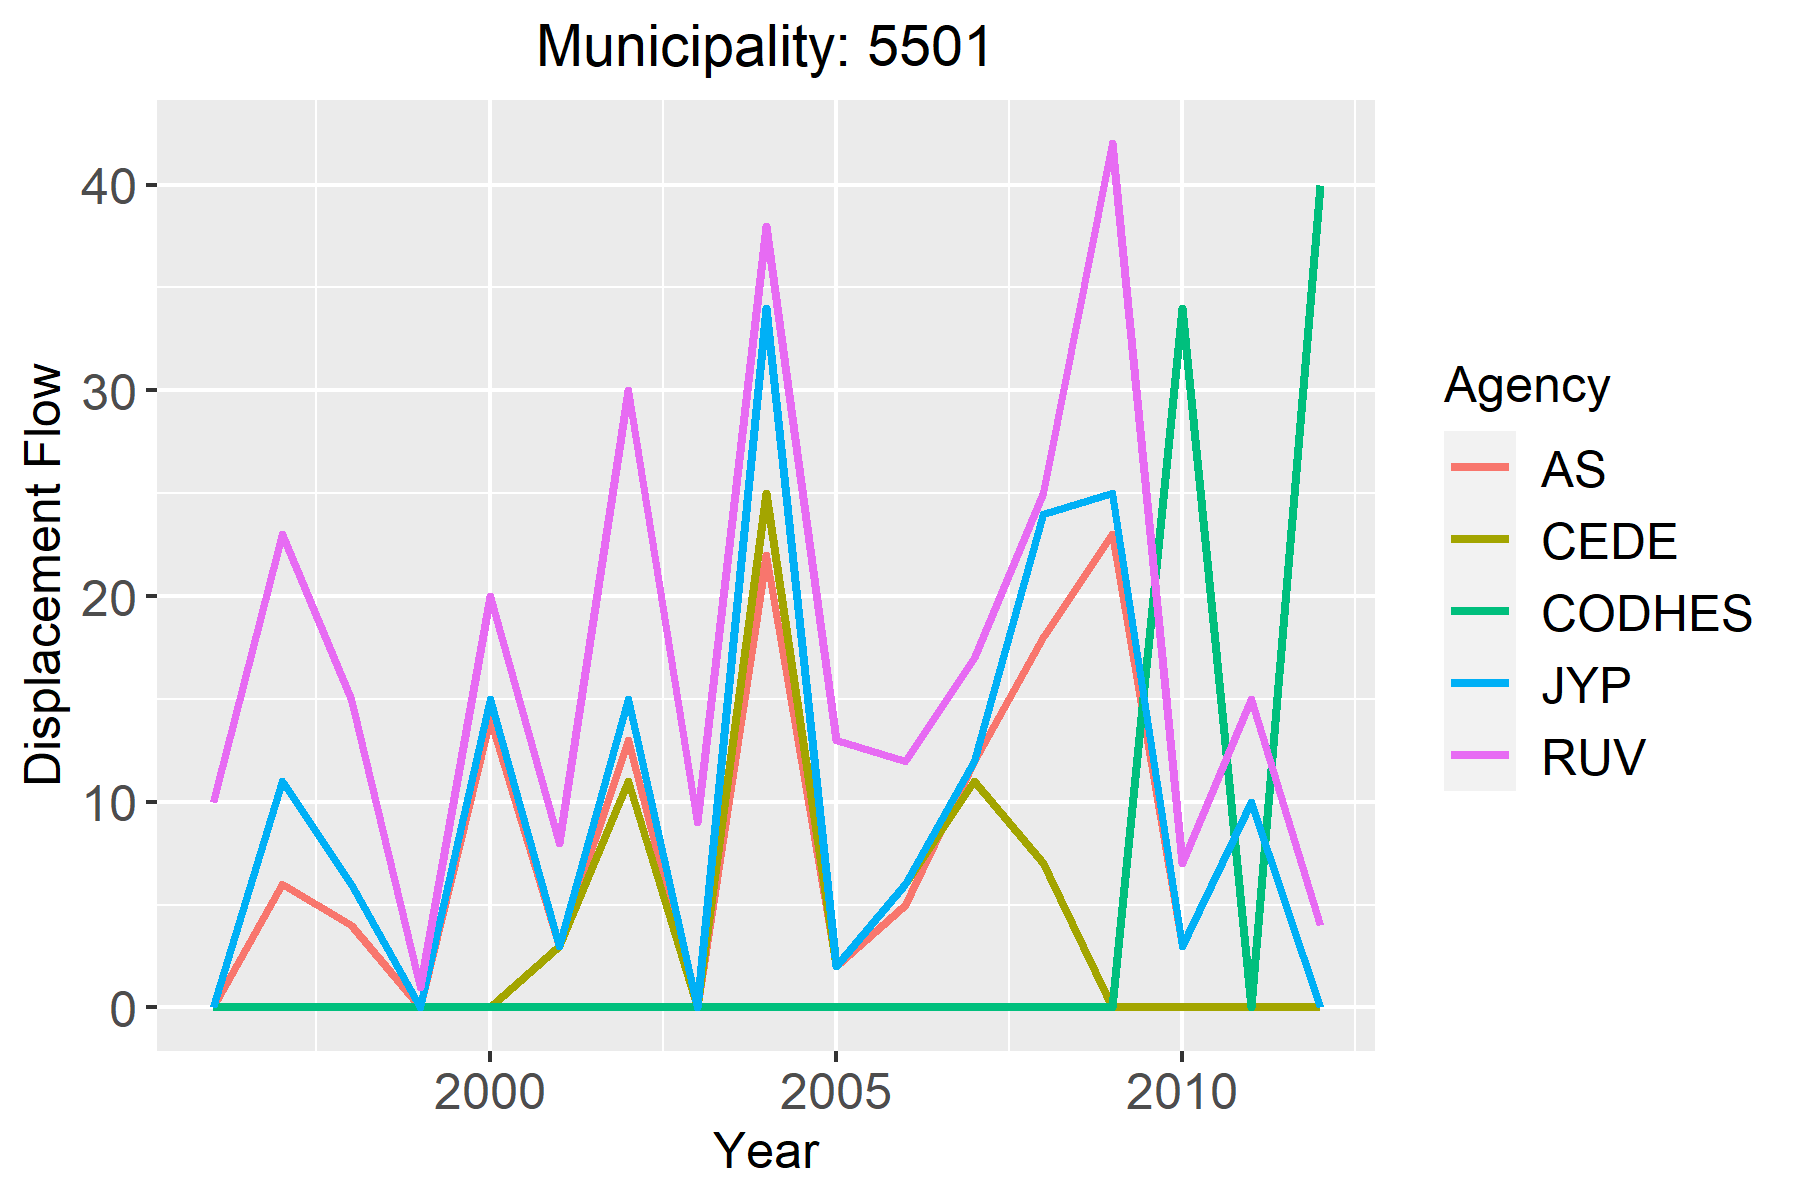 Municipality: 5501
Displacement Flow
40
30
20
10
0
2000 2005 2010
Year
Agency
AS
CEDE
CODHES
JYP
RUV